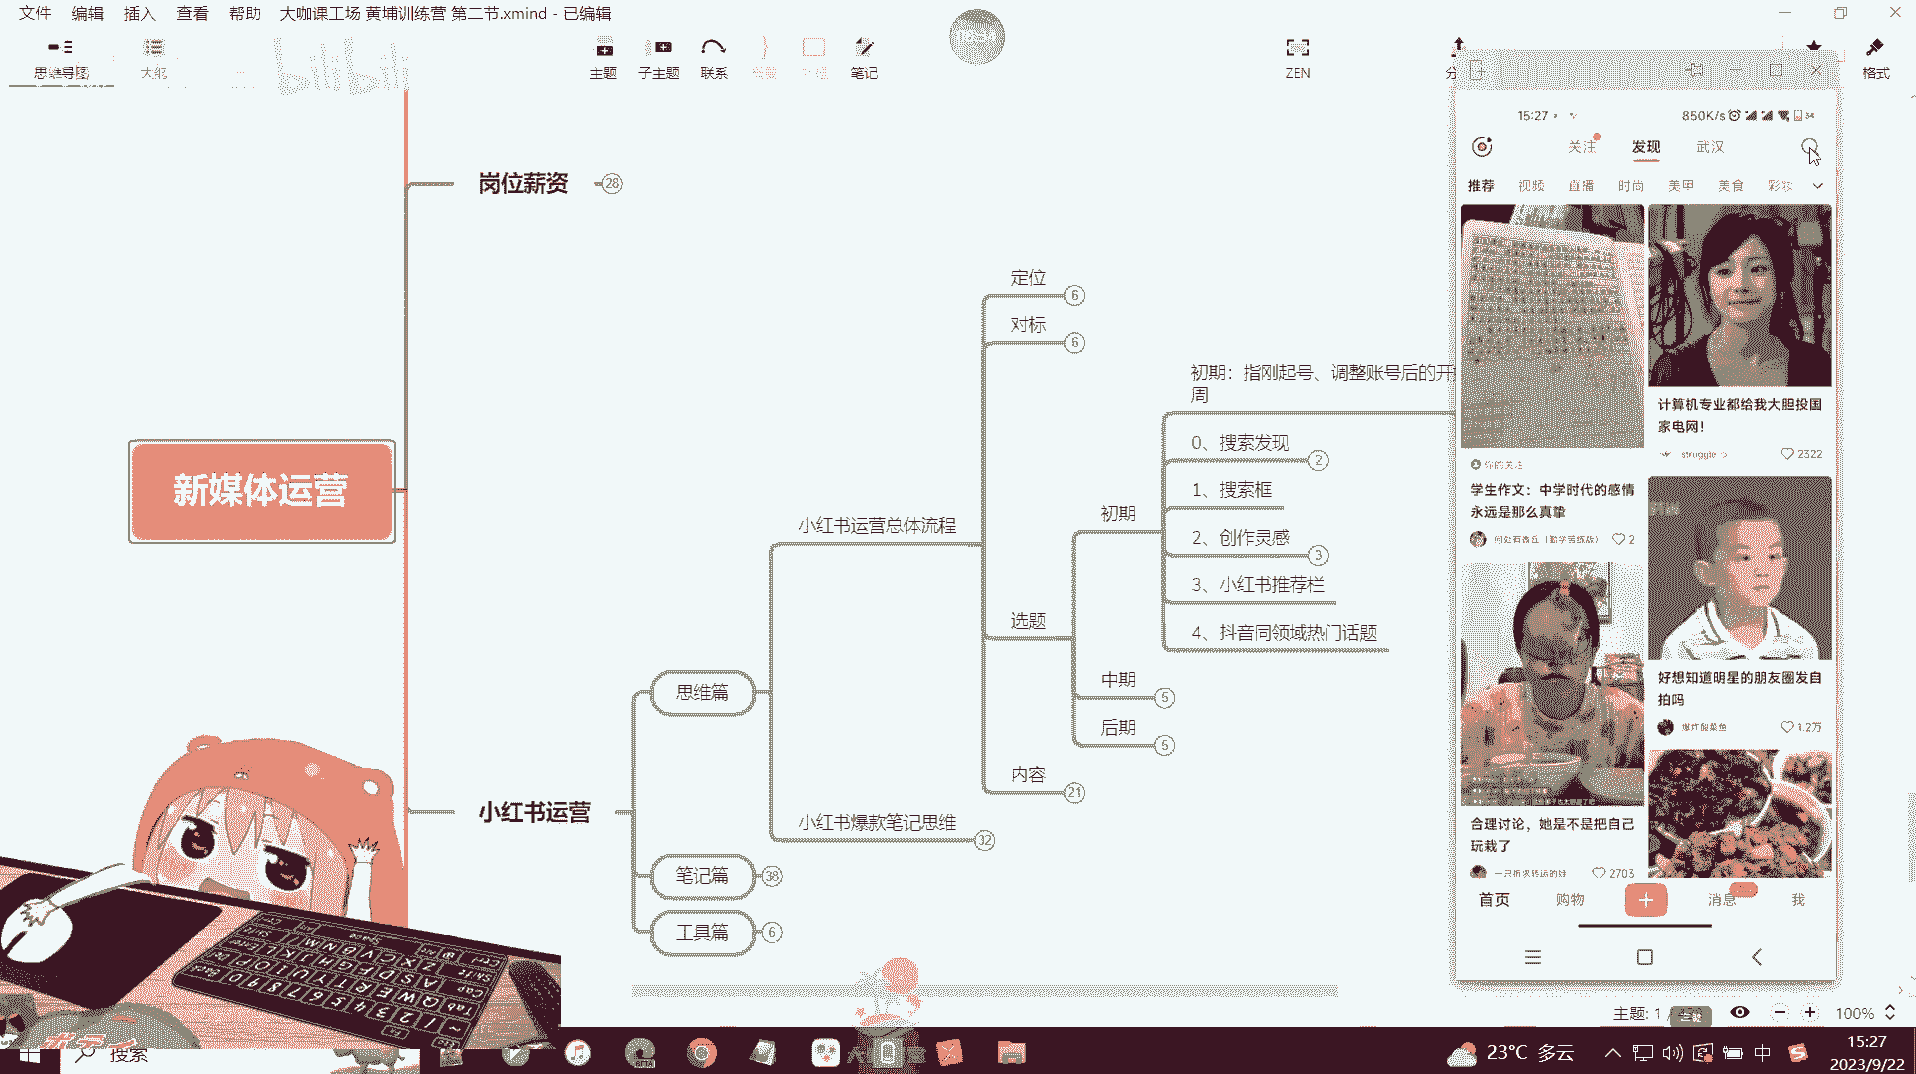 文件 编辑 插入 查看 帮助 大咖课工场 黄埔训练营 第二节.xmind - 已编辑
思维导图
大纲
主题
子主题
联系
笔记
ZEN
分
格式
bilibili
岗位薪资
28
新媒体运营
小红书运营
思维篇
笔记篇
38
工具篇
6
小红书运营总体流程
小红书爆款笔记思维
32
定位
6
对标
6
选题
内容
21
初期
中期
5
后期
5
初期：指刚起号、调整账号后的开
周
0、搜索发现
2
1、搜索框
2、创作灵感
3
3、小红书推荐栏
4、抖音同领域热门话题
15:27
850K/s
34
关注 发现 武汉
推荐 视频 直播 时尚 美甲 美食 彩妆
计算机专业都给我大胆投国
家电网！
struggle
2322
你的关注
学生作文：中学时代的感情
永远是那么真挚
2
好想知道明星的朋友圈发自
拍吗
1.2万
合理讨论，她是不是把自己
玩栽了
2703
首页 购物 消息 我
主题: 1 /
100%
搜索
23°C 多云
中
15:27
2023/9/22